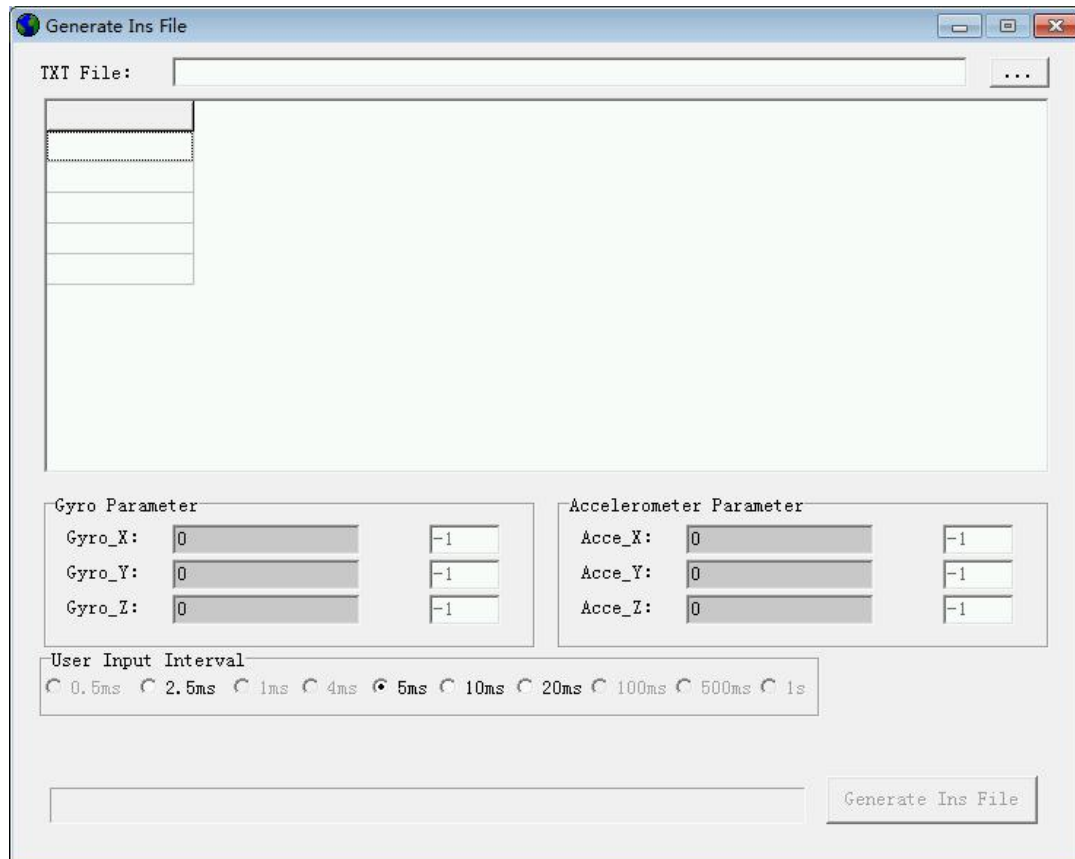 Generate Ins File
TXT File: ...
Gyro Parameter Accelerometer Parameter
Gyro_X: 0 -1 Acce_X: 0 -1
Gyro_Y: 0 -1 Acce_Y: 0 -1
Gyro_Z: 0 -1 Acce_Z: 0 -1
User Input Interval
0.5ms 2.5ms 1ms 4ms 5ms 10ms 20ms 100ms 500ms 1s
Generate Ins File